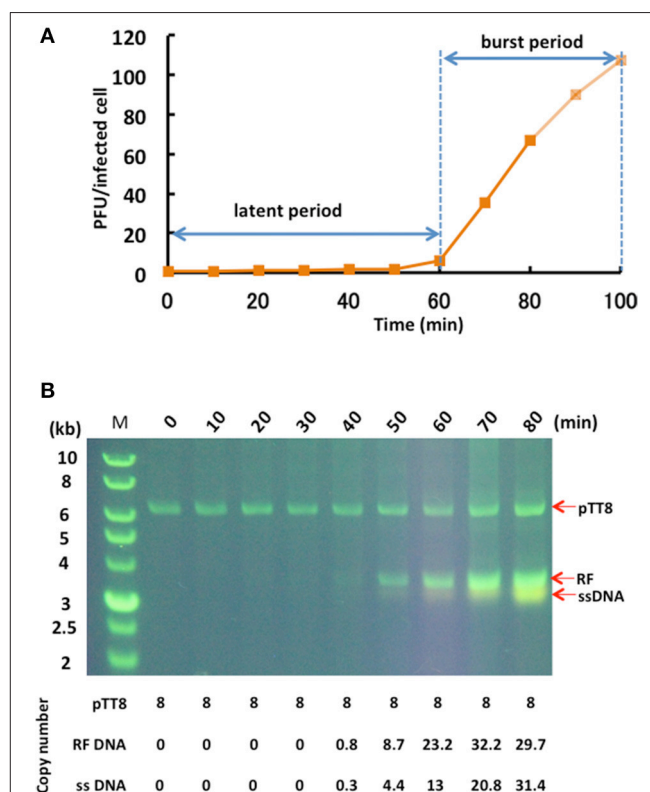 A
PFU/infected cell
120
100
80
60
40
20
0
latent period
burst period
0 20 40 60 80 100
Time (min)
B
(kb) M 0 10 20 30 40 50 60 70 80 (min)
10
8
6
5
4
3
2.5
2
pTT8
RF
ssDNA
Copy number
pTT8 8 8 8 8 8 8 8 8 8
RF DNA 0 0 0 0 0.8 8.7 23.2 32.2 29.7
ss DNA 0 0 0 0 0.3 4.4 13 20.8 31.4